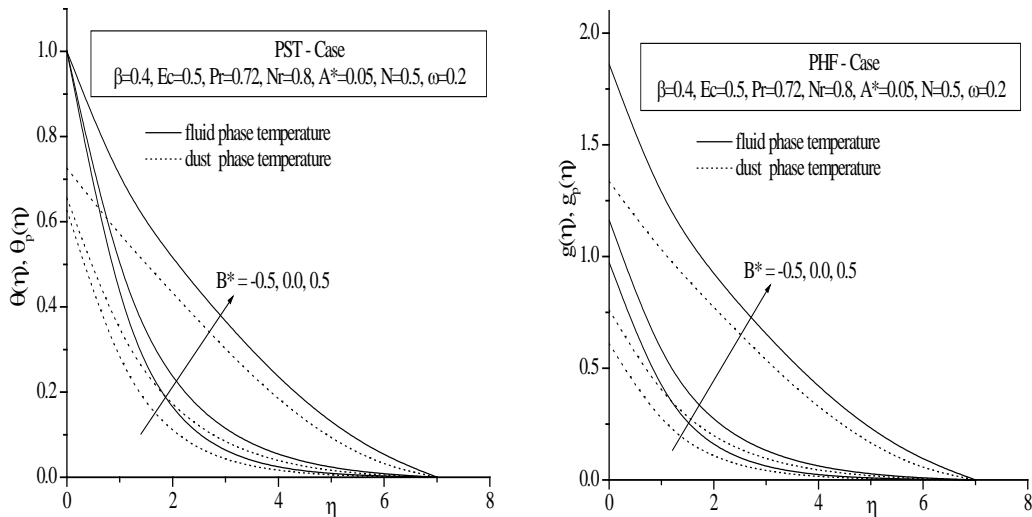 PST - Case
β=0.4, Ec=0.5, Pr=0.72, Nr=0.8, A*=0.05, N=0.5, ω=0.2
fluid phase temperature
dust phase temperature
B* = -0.5, 0.0, 0.5
θ(η), θp(η)
1.0
0.8
0.6
0.4
0.2
0.0
0
2
4
6
8
η
PHF - Case
β=0.4, Ec=0.5, Pr=0.72, Nr=0.8, A*=0.05, N=0.5, ω=0.2
fluid phase temperature
dust phase temperature
B* = -0.5, 0.0, 0.5
g(η), gp(η)
2.0
1.5
1.0
0.5
0.0
0
2
4
6
8
η